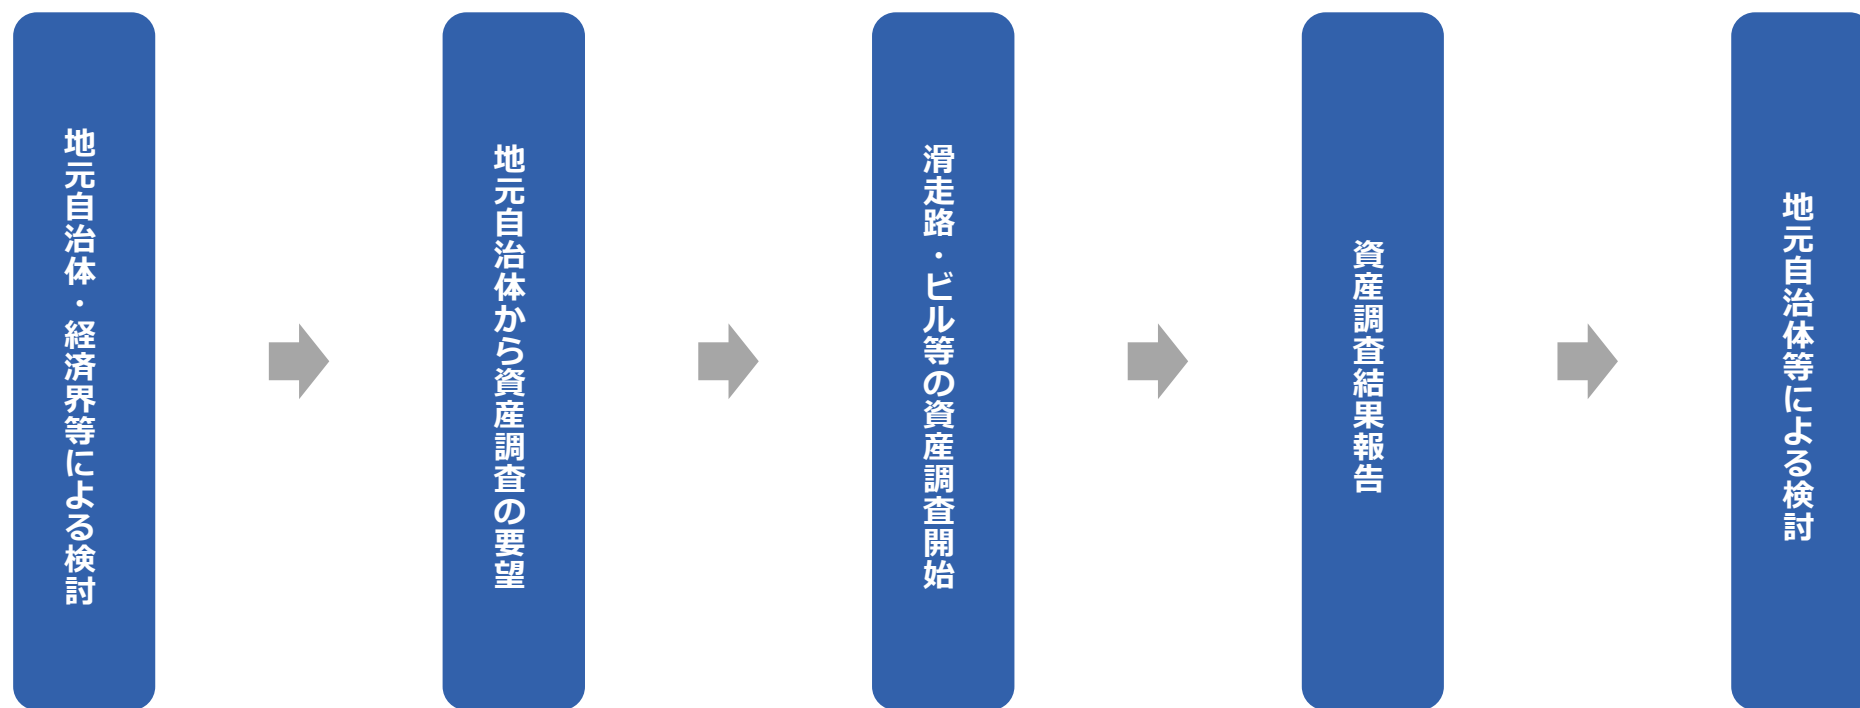 地元自治体・経済界等による検討
地元自治体から資産調査の要望
滑走路・ビル等の資産調査開始
資産調査結果報告
地元自治体等による検討